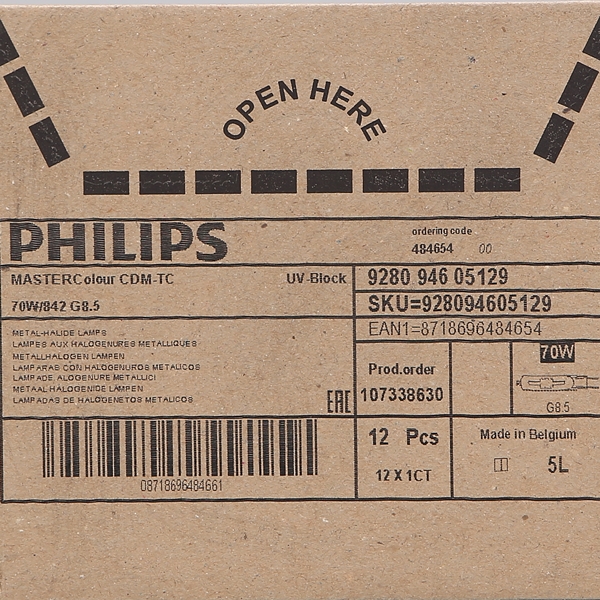 OPEN HERE
PHILIPS
ordering code
484654 00
MASTERColour CDM-TC UV-Block
70W/842 G8.5
9280 946 05129
SKU=928094605129
EAN1=8718696484654
METAL-HALIDE LAMPS
LAMPES AUX HALOGENURES METALLIQUES
METALLHALOGEN LAMPEN
LAMPARAS CON HALOGENUROS METALICOS
LAMPADE ALOGENURE METALLICI
METAAL HALOGENIDE LAMPEN
LAMPADAS DE HALOGENETOS METALICOS
EAC
Prod.order
107338630
70W
G8.5
08718696484661
12 Pcs
12 X 1CT
Made in Belgium
5L